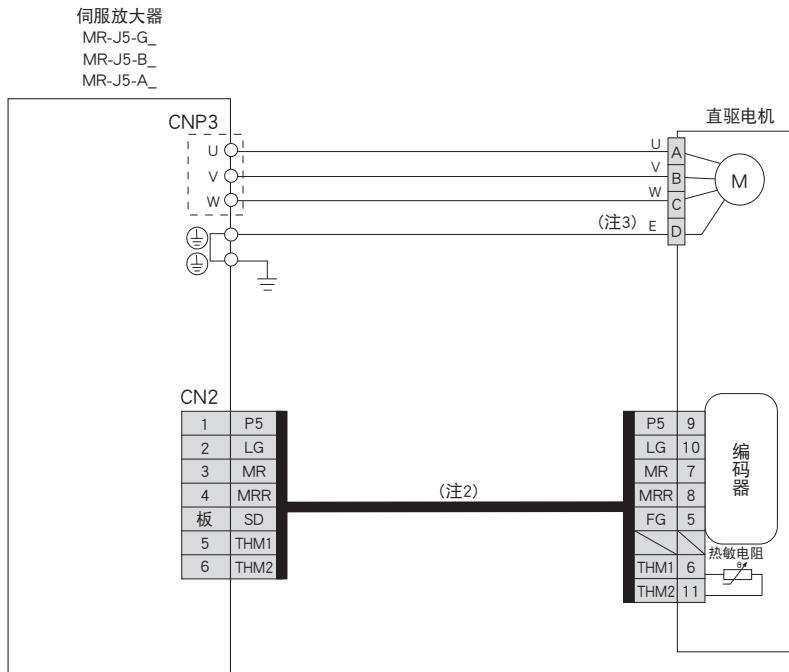 伺服放大器
MR-J5-G_
MR-J5-B_
MR-J5-A_
直驱电机
CNP3
U U A
V V B
W W C
M
(注3) E D
CN2
1 P5 P5 9
2 LG LG 10
3 MR MR 7
4 MRR MRR 8
板 SD FG 5
5 THM1
6 THM2 THM1 6
THM2 11
(注2)
编码器
热敏电阻
θ